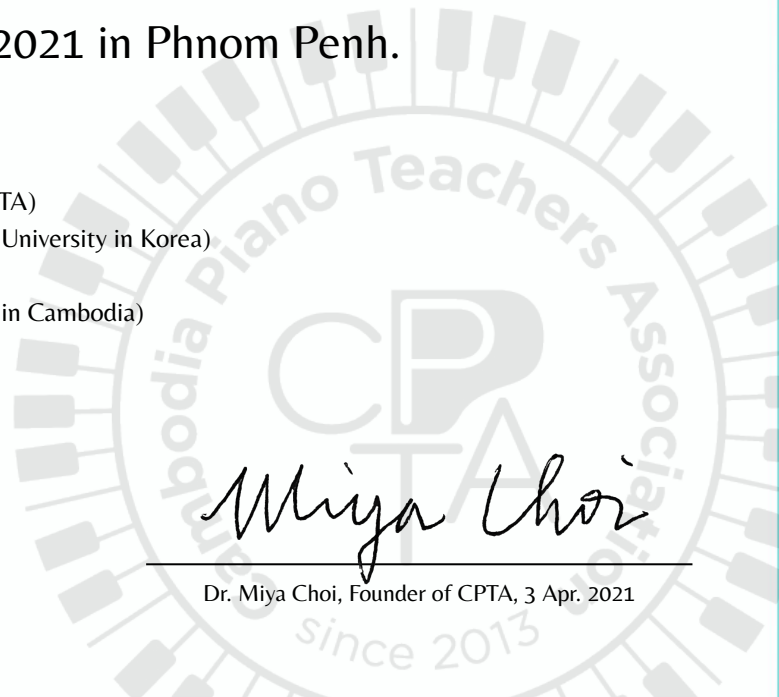 2021 in Phnom Penh.
TA)
University in Korea)
in Cambodia)
Cambodia Piano Teachers Association
CPTA
Miya Choi
Dr. Miya Choi, Founder of CPTA, 3 Apr. 2021
since 2013